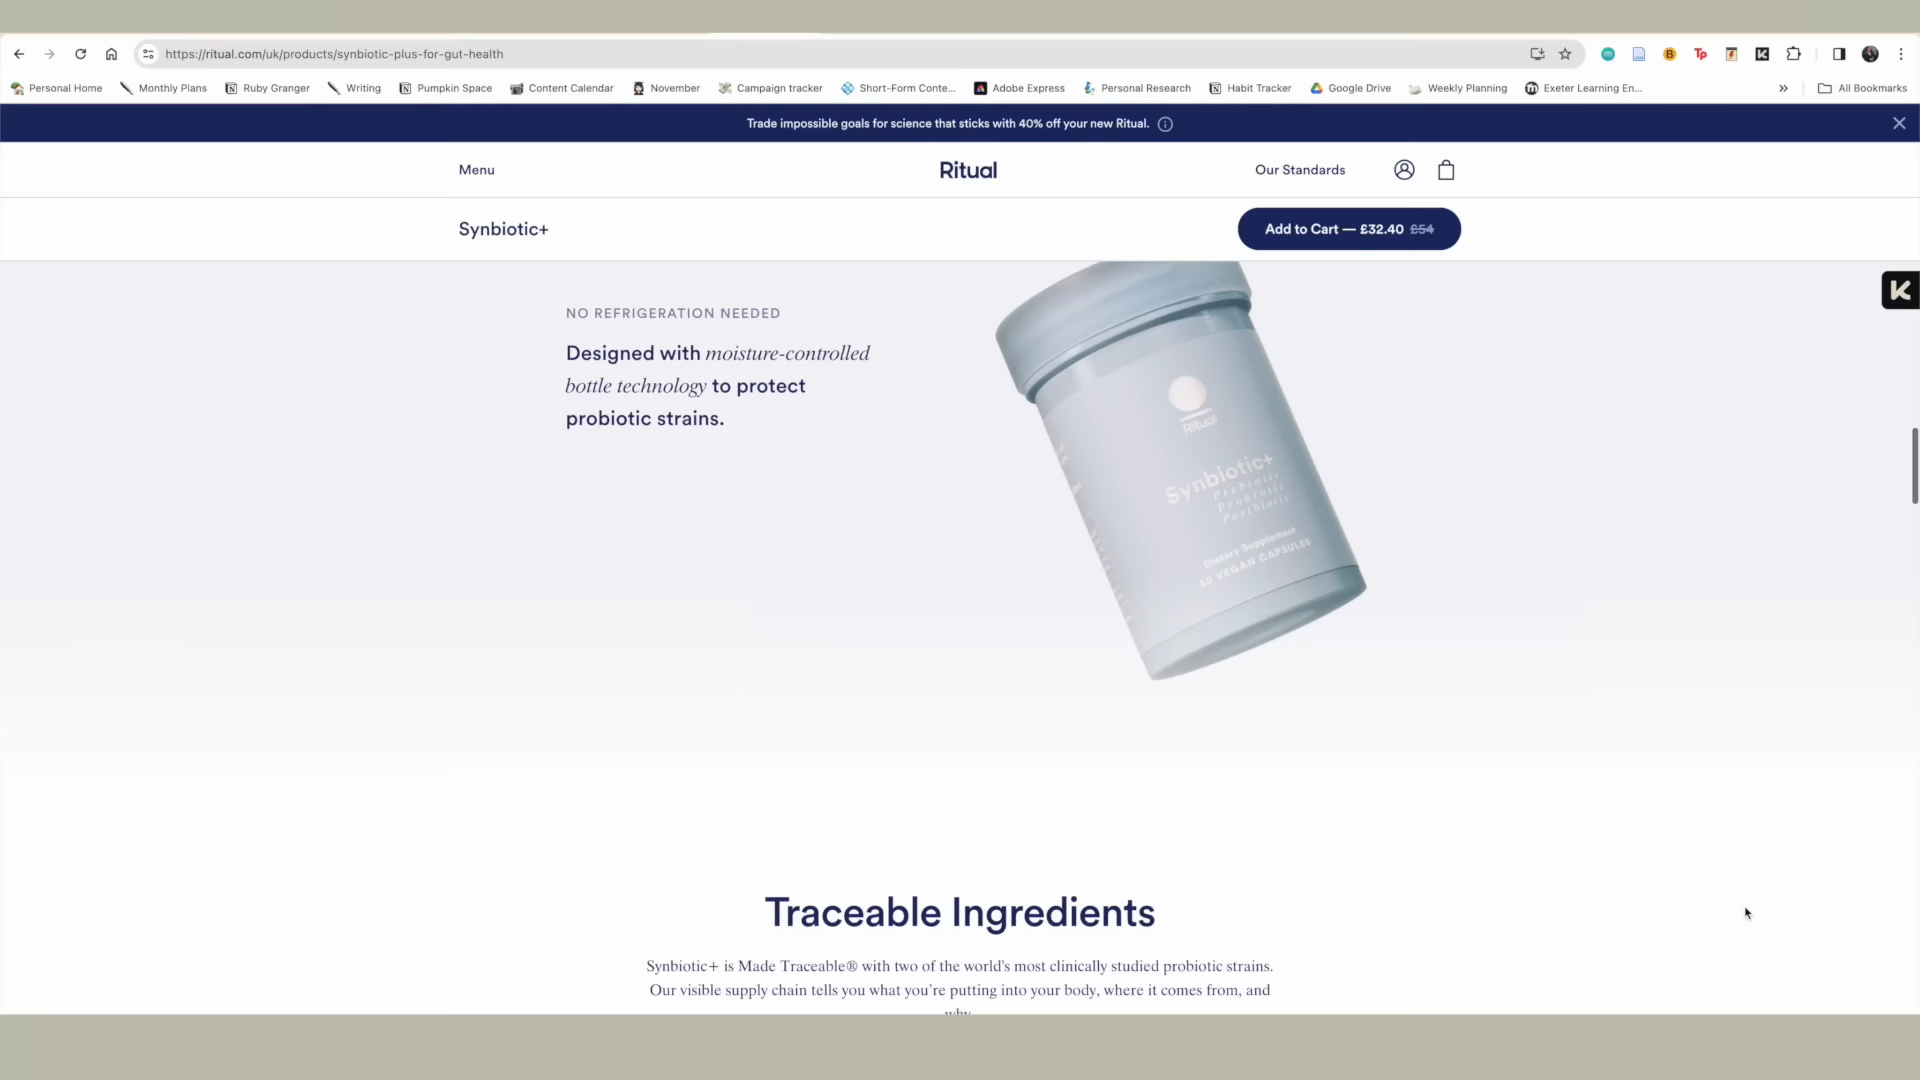 https://ritual.com/uk/products/synbiotic-plus-for-gut-health
B
Tp
Personal Home
Monthly Plans
Ruby Granger
Writing
Pumpkin Space
Content Calendar
November
Campaign tracker
Short-Form Conte...
Adobe Express
Personal Research
Habit Tracker
Google Drive
Weekly Planning
Exeter Learning En...
All Bookmarks
Trade impossible goals for science that sticks with 40% off your new Ritual.
Menu
Ritual
Our Standards
Synbiotic+
Add to Cart — £32.40 £54
K
NO REFRIGERATION NEEDED
Designed with moisture-controlled
bottle technology to protect
probiotic strains.
Ritual
Synbiotic+
Prebiotic
Probiotic
Postbiotic
Dietary Supplement
30 VEGAN CAPSULES
Traceable Ingredients
Synbiotic+ is Made Traceable® with two of the world's most clinically studied probiotic strains.
Our visible supply chain tells you what you’re putting into your body, where it comes from, and
why.